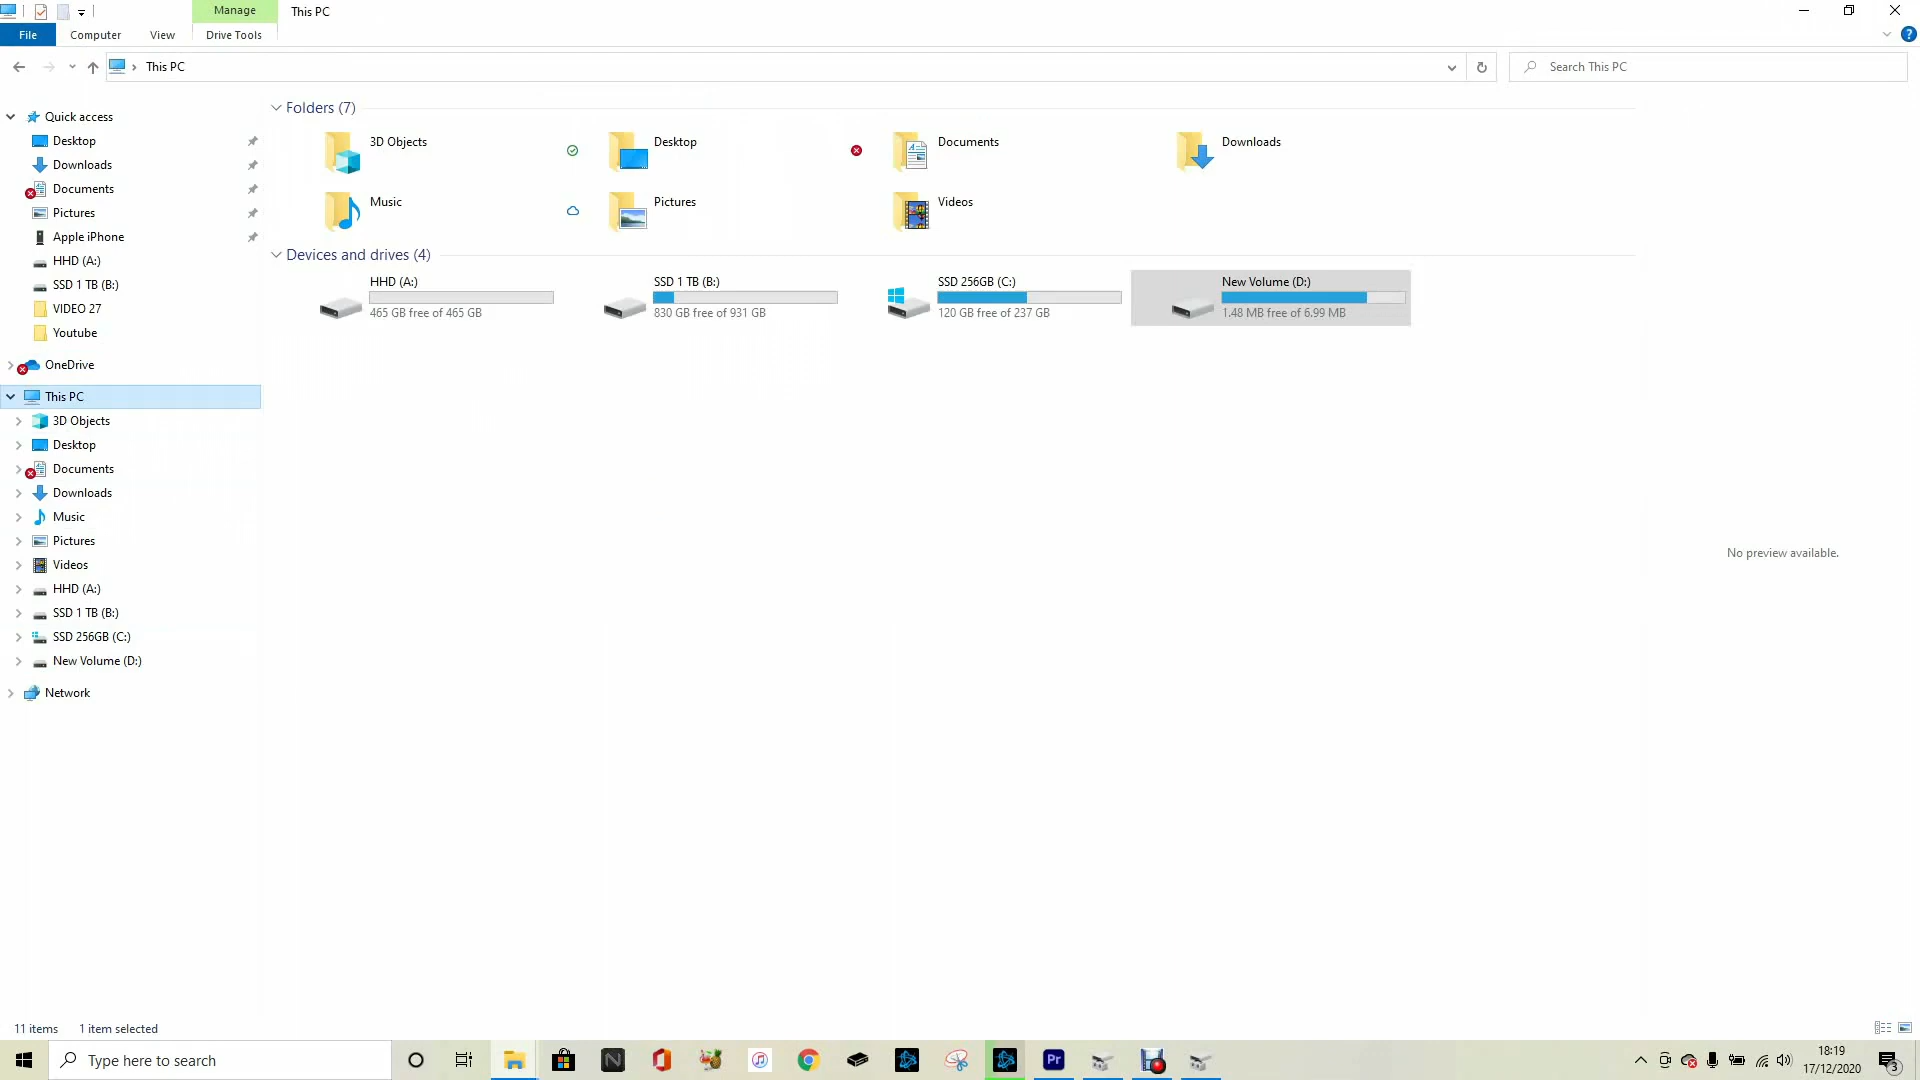 Manage
This PC
File
Computer
View
Drive Tools
This PC
Search This PC
Quick access
Desktop
Downloads
Documents
Pictures
Apple iPhone
HHD (A:)
SSD 1 TB (B:)
VIDEO 27
Youtube
OneDrive
This PC
3D Objects
Desktop
Documents
Downloads
Music
Pictures
Videos
HHD (A:)
SSD 1 TB (B:)
SSD 256GB (C:)
New Volume (D:)
Network
Folders (7)
3D Objects
Desktop
Documents
Downloads
Music
Pictures
Videos
Devices and drives (4)
HHD (A:)
465 GB free of 465 GB
SSD 1 TB (B:)
830 GB free of 931 GB
SSD 256GB (C:)
120 GB free of 237 GB
New Volume (D:)
1.48 MB free of 6.99 MB
No preview available.
11 items
1 item selected
Type here to search
N
Pr
18:19
17/12/2020
3